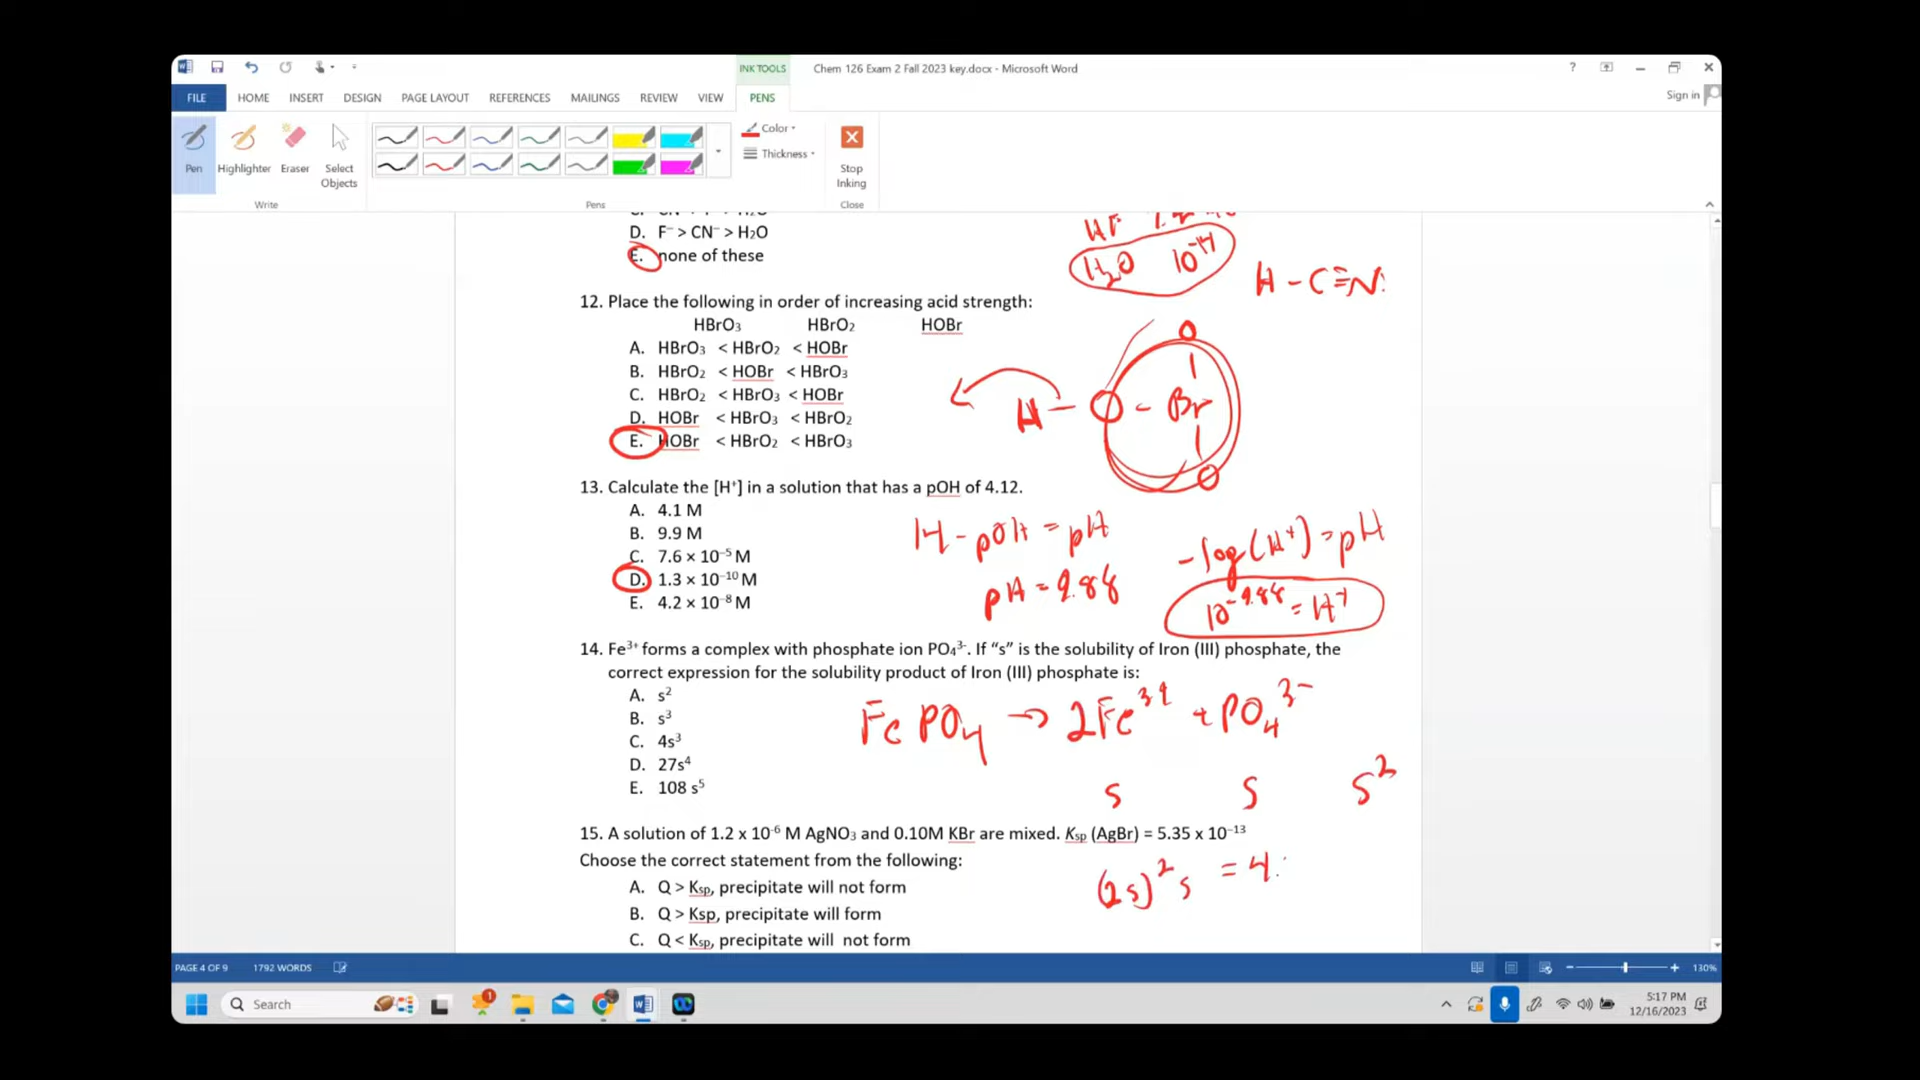 INK TOOLS
Chem 126 Exam 2 Fall 2023 key.docx - Microsoft Word
?
FILE HOME INSERT DESIGN PAGE LAYOUT REFERENCES MAILINGS REVIEW VIEW PENS
Sign in
Pen Highlighter Eraser Select Objects
Color
Thickness
Stop Inking
Write Pens Close
D. F⁻ > CN⁻ > H₂O
E. none of these
HF
H₂O 10⁻¹⁴
H - C≡N:
12. Place the following in order of increasing acid strength:
HBrO₃ HBrO₂ HOBr
A. HBrO₃ < HBrO₂ < HOBr
B. HBrO₂ < HOBr < HBrO₃
C. HBrO₂ < HBrO₃ < HOBr
D. HOBr < HBrO₃ < HBrO₂
E. HOBr < HBrO₂ < HBrO₃
O
H - O - Br
O
13. Calculate the [H⁺] in a solution that has a pOH of 4.12.
A. 4.1 M
B. 9.9 M
C. 7.6 × 10⁻⁵ M
D. 1.3 × 10⁻¹⁰ M
E. 4.2 × 10⁻⁸ M
14 - pOH = pH
pH = 9.88
-log(H⁺) = pH
10⁻⁹·⁸⁸ = H⁺
14. Fe³⁺ forms a complex with phosphate ion PO₄³⁻. If “s” is the solubility of Iron (III) phosphate, the
correct expression for the solubility product of Iron (III) phosphate is:
A. s²
B. s³
C. 4s³
D. 27s⁴
E. 108 s⁵
FePO₄ → 2Fe³⁺ + PO₄³⁻
s s s²
(2s)² s = 4
15. A solution of 1.2 x 10⁻⁶ M AgNO₃ and 0.10M KBr are mixed. Ksp (AgBr) = 5.35 x 10⁻¹³
Choose the correct statement from the following:
A. Q > Ksp, precipitate will not form
B. Q > Ksp, precipitate will form
C. Q < Ksp, precipitate will not form
PAGE 4 OF 9 1792 WORDS
130%
Search
1
5:17 PM
12/16/2023